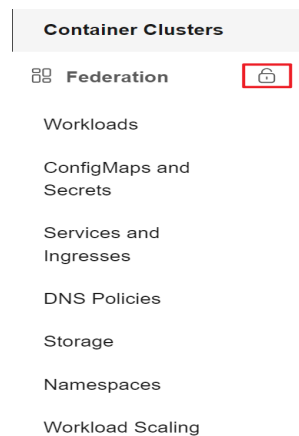 Container Clusters
Federation
Workloads
ConfigMaps and
Secrets
Services and
Ingresses
DNS Policies
Storage
Namespaces
Workload Scaling